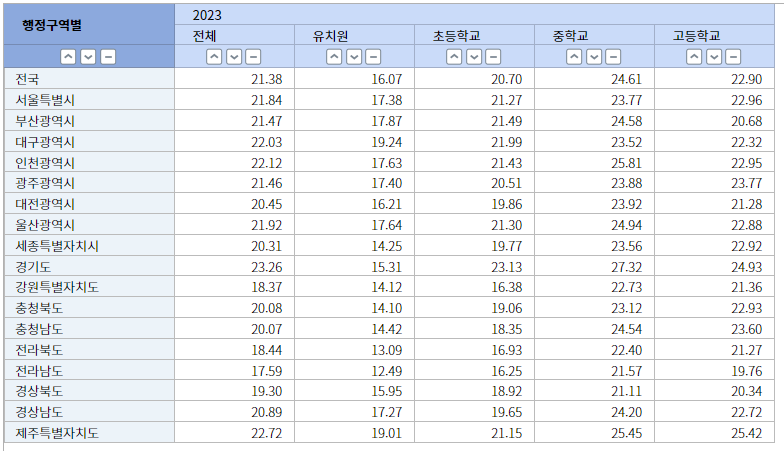 행정구역별 2023
전체 유치원 초등학교 중학교 고등학교
전국 21.38 16.07 20.70 24.61 22.90
서울특별시 21.84 17.38 21.27 23.77 22.96
부산광역시 21.47 17.87 21.49 24.58 20.68
대구광역시 22.03 19.24 21.99 23.52 22.32
인천광역시 22.12 17.63 21.43 25.81 22.95
광주광역시 21.46 17.40 20.51 23.88 23.77
대전광역시 20.45 16.21 19.86 23.92 21.28
울산광역시 21.92 17.64 21.30 24.94 22.88
세종특별자치시 20.31 14.25 19.77 23.56 22.92
경기도 23.26 15.31 23.13 27.32 24.93
강원특별자치도 18.37 14.12 16.38 22.73 21.36
충청북도 20.08 14.10 19.06 23.12 22.93
충청남도 20.07 14.42 18.35 24.54 23.60
전라북도 18.44 13.09 16.93 22.40 21.27
전라남도 17.59 12.49 16.25 21.57 19.76
경상북도 19.30 15.95 18.92 21.11 20.34
경상남도 20.89 17.27 19.65 24.20 22.72
제주특별자치도 22.72 19.01 21.15 25.45 25.42